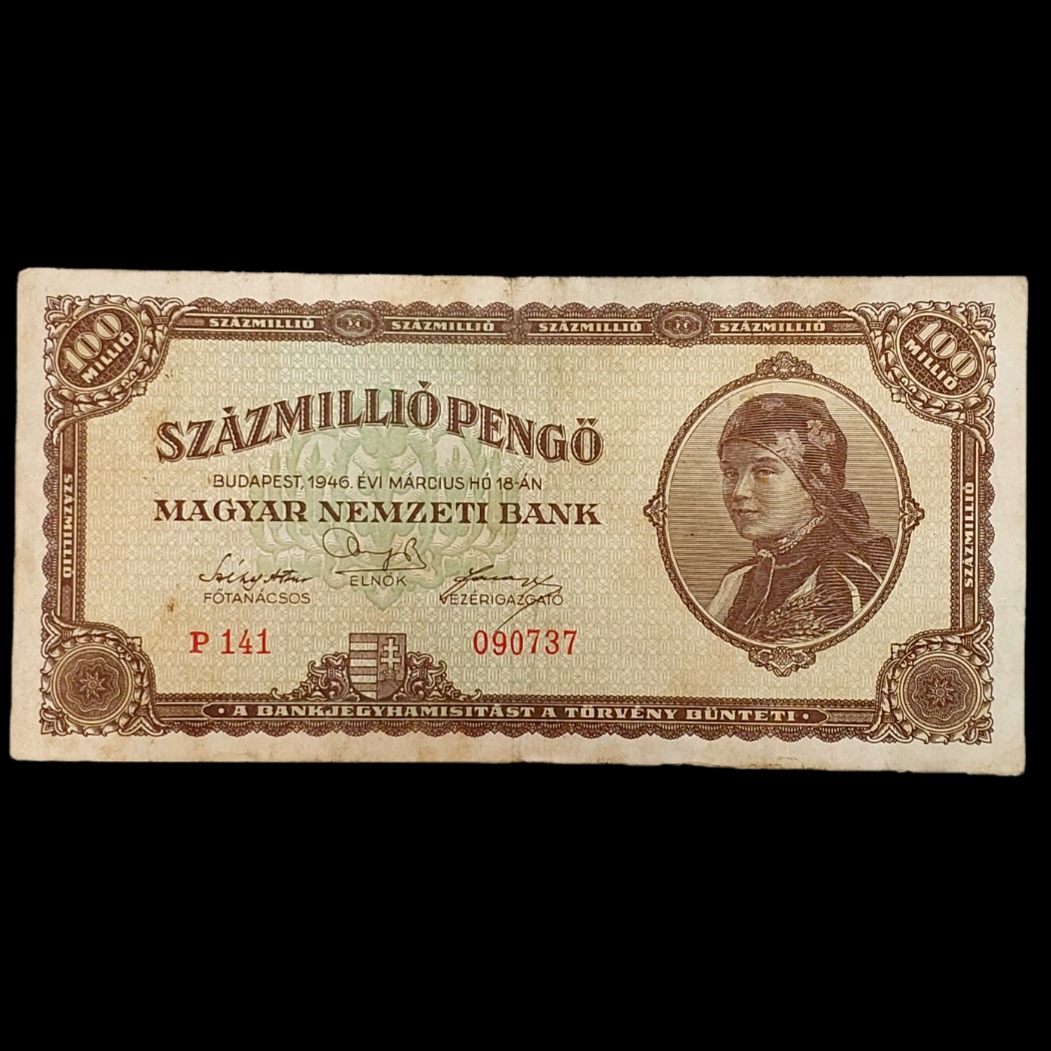 100 MILLIÓ
SZÁZMILLIÓ SZÁZMILLIÓ SZÁZMILLIÓ SZÁZMILLIÓ
100 MILLIÓ
SZÁZMILLIÓ PENGŐ
BUDAPEST, 1946. ÉVI MÁRCIUS HÓ 18-ÁN
MAGYAR NEMZETI BANK
SZÁZMILLIÓ
SZÁZMILLIÓ
ELNÖK
FŐTANÁCSOS VEZÉRIGAZGATÓ
P 141 090737
• A BANKJEGYHAMISITÁST A TÖRVÉNY BÜNTETI •